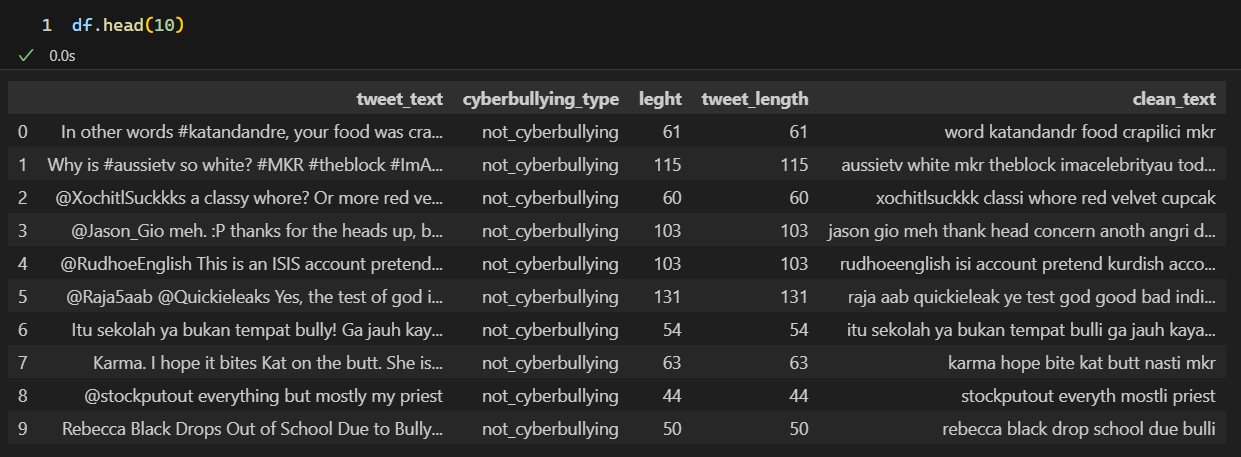 1 df.head(10)
0.0s
tweet_text cyberbullying_type leght tweet_length clean_text
0 In other words #katandandre, your food was cra... not_cyberbullying 61 61 word katandandr food crapilici mkr
1 Why is #aussietv so white? #MKR #theblock #ImA... not_cyberbullying 115 115 aussietv white mkr theblock imacelebrityau tod...
2 @XochitlSuckkks a classy whore? Or more red ve... not_cyberbullying 60 60 xochitlsuckkk classi whore red velvet cupcak
3 @Jason_Gio meh. :P thanks for the heads up, b... not_cyberbullying 103 103 jason gio meh thank head concern anoth angri d...
4 @RudhoeEnglish This is an ISIS account pretend... not_cyberbullying 103 103 rudhoeenglish isi account pretend kurdish acco...
5 @Raja5aab @Quickieleaks Yes, the test of god i... not_cyberbullying 131 131 raja aab quickieleak ye test god good bad indi...
6 Itu sekolah ya bukan tempat bully! Ga jauh kay... not_cyberbullying 54 54 itu sekolah ya bukan tempat bulli ga jauh kaya...
7 Karma. I hope it bites Kat on the butt. She is... not_cyberbullying 63 63 karma hope bite kat butt nasti mkr
8 @stockputout everything but mostly my priest not_cyberbullying 44 44 stockputout everyth mostli priest
9 Rebecca Black Drops Out of School Due to Bully... not_cyberbullying 50 50 rebecca black drop school due bulli